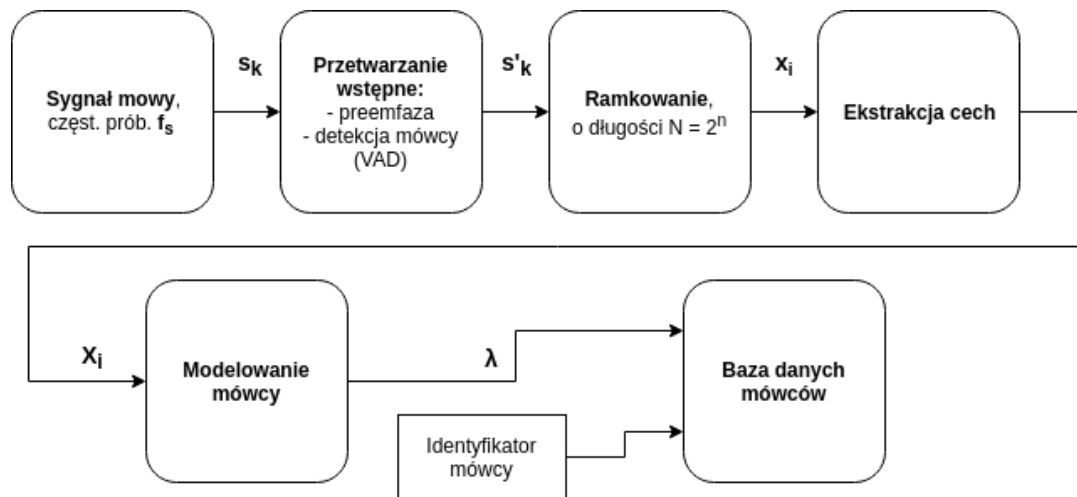 Sygnał mowy,
częst. prób. fs
sk
Przetwarzanie
wstępne:
- preemfaza
- detekcja mówcy
(VAD)
s'k
Ramkowanie,
o długości N = 2^n
xi
Ekstrakcja cech
Xi
Modelowanie
mówcy
λ
Identyfikator
mówcy
Baza danych
mówców